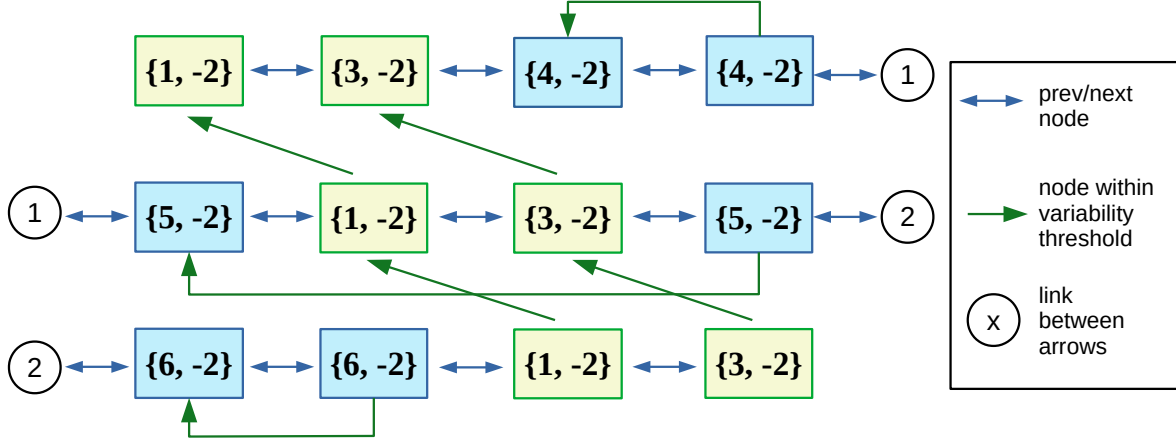 {1, -2} {3, -2} {4, -2} {4, -2} 1
1 {5, -2} {1, -2} {3, -2} {5, -2} 2
2 {6, -2} {6, -2} {1, -2} {3, -2}
prev/next
node
node within
variability
threshold
x
link
between
arrows